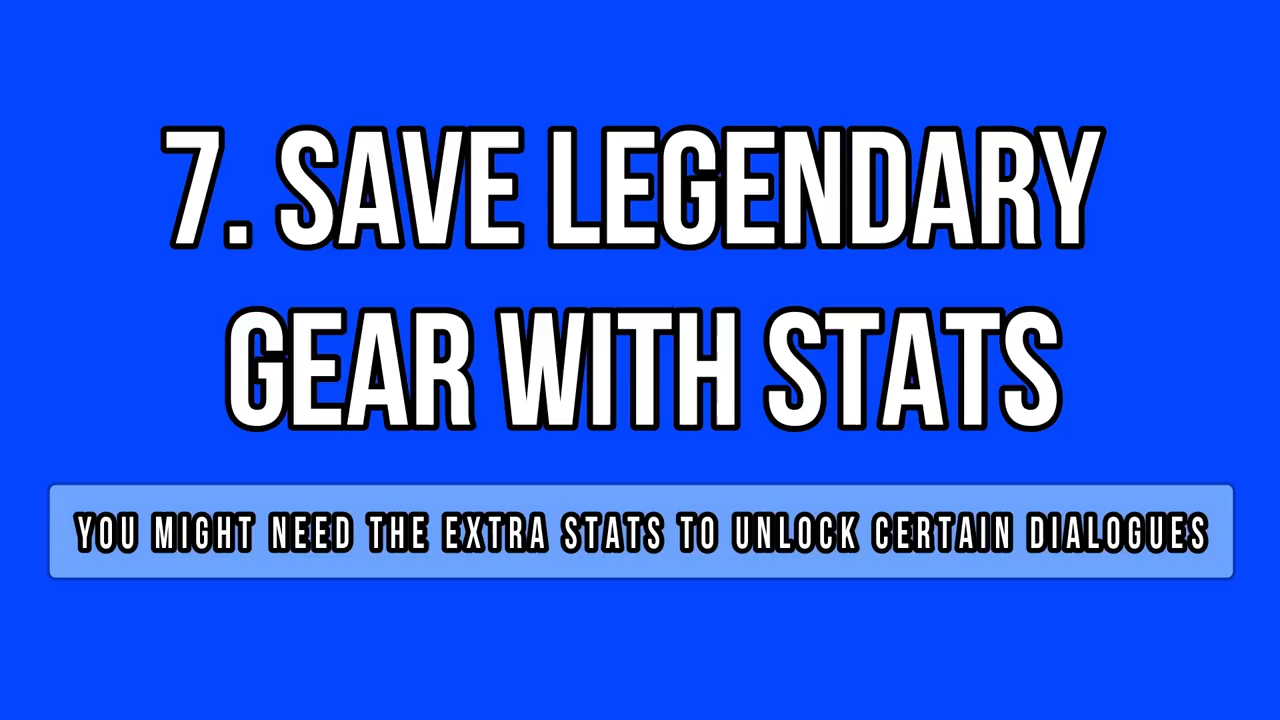 7. SAVE LEGENDARY
GEAR WITH STATS
YOU MIGHT NEED THE EXTRA STATS TO UNLOCK CERTAIN DIALOGUES